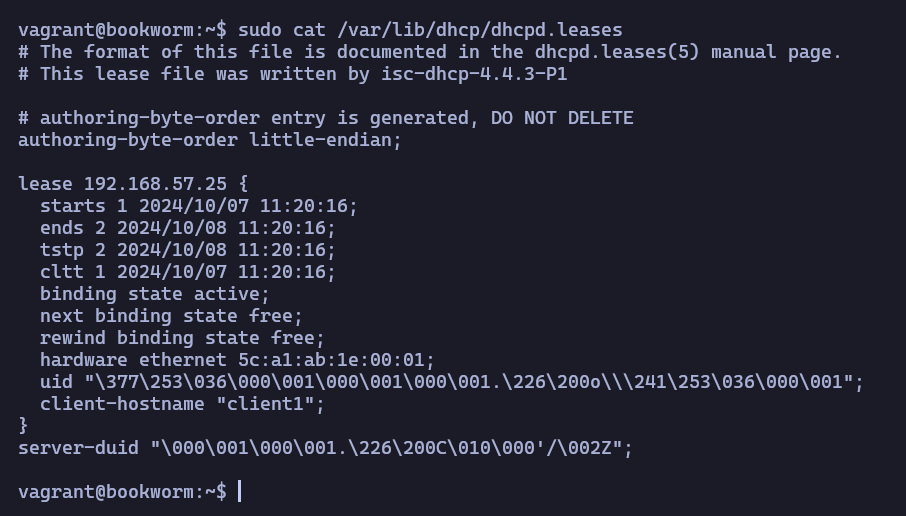 vagrant@bookworm:~$ sudo cat /var/lib/dhcp/dhcpd.leases
# The format of this file is documented in the dhcpd.leases(5) manual page.
# This lease file was written by isc-dhcp-4.4.3-P1

# authoring-byte-order entry is generated, DO NOT DELETE
authoring-byte-order little-endian;

lease 192.168.57.25 {
  starts 1 2024/10/07 11:20:16;
  ends 2 2024/10/08 11:20:16;
  tstp 2 2024/10/08 11:20:16;
  cltt 1 2024/10/07 11:20:16;
  binding state active;
  next binding state free;
  rewind binding state free;
  hardware ethernet 5c:a1:ab:1e:00:01;
  uid "\377\253\036\000\001\000\001\000\001.\226\200o\\\241\253\036\000\001";
  client-hostname "client1";
}
server-duid "\000\001\000\001.\226\200C\010\000'/\002Z";

vagrant@bookworm:~$